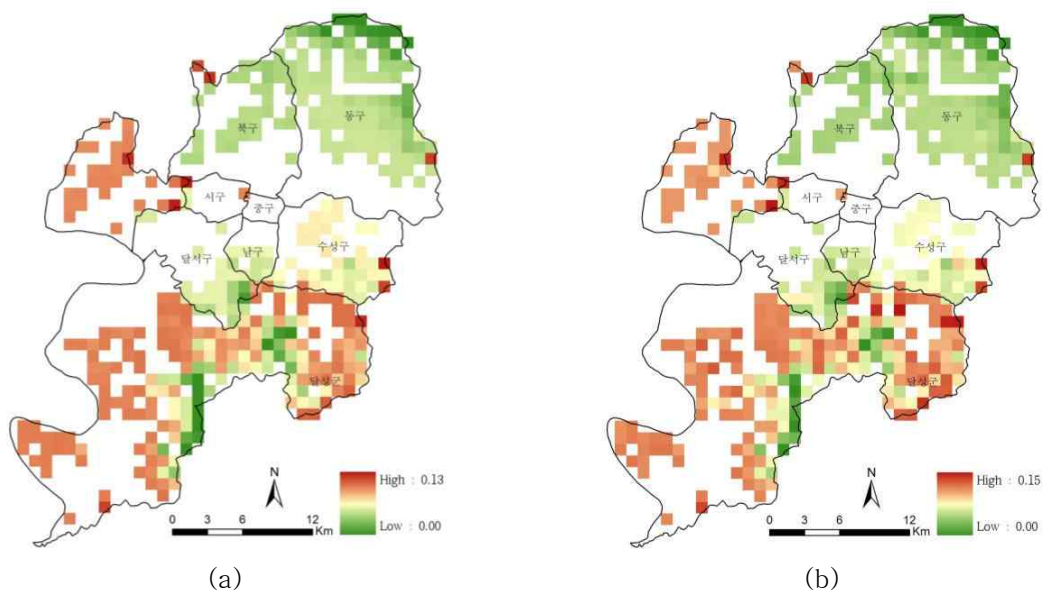 북구
동구
서구
중구
수성구
달서구
남구
달성군
N
High : 0.13
Low : 0.00
0 3 6 12
Km
(a)
북구
동구
서구
중구
수성구
달서구
남구
달성군
N
High : 0.15
Low : 0.00
0 3 6 12
Km
(b)